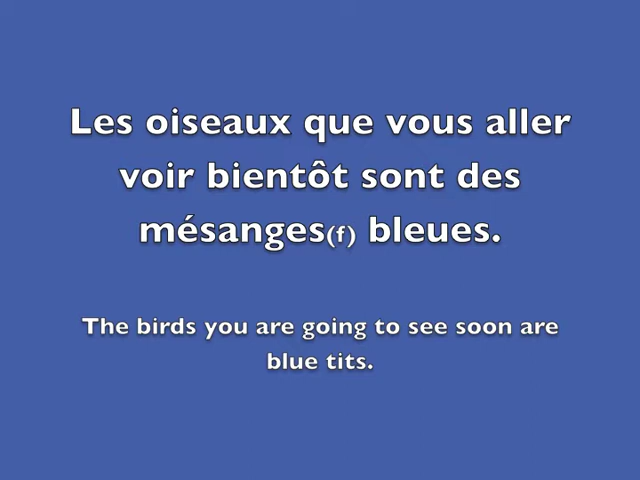 Les oiseaux que vous aller
voir bientôt sont des
mésanges(f) bleues.
The birds you are going to see soon are
blue tits.